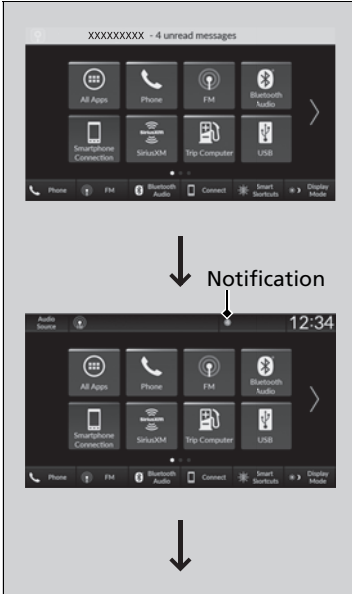 XXXXXXXXX - 4 unread messages
All Apps
Phone
FM
Bluetooth
Audio
Smartphone
Connection
SiriusXM
SiriusXM
Trip Computer
USB
Phone
FM
Bluetooth
Audio
Connect
Smart
Shortcuts
Display
Mode
Notification
Audio
Source
12:34
All Apps
Phone
FM
Bluetooth
Audio
Smartphone
Connection
SiriusXM
SiriusXM
Trip Computer
USB
Phone
FM
Bluetooth
Audio
Connect
Smart
Shortcuts
Display
Mode